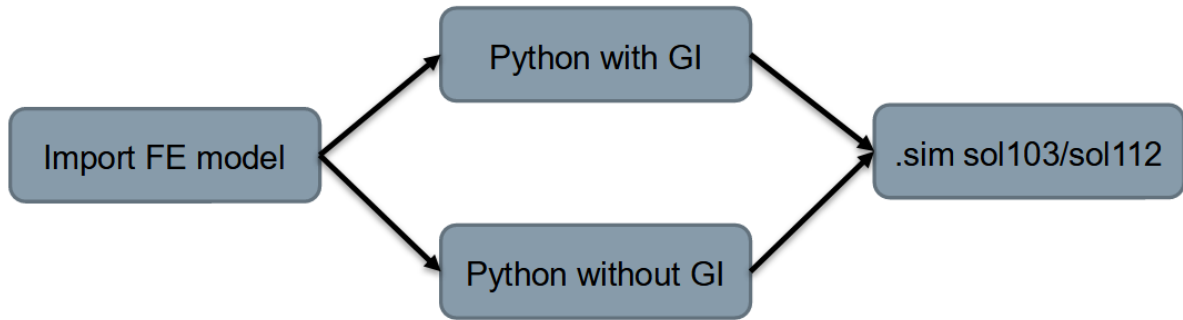 Python with GI
Import FE model
.sim sol103/sol112
Python without GI